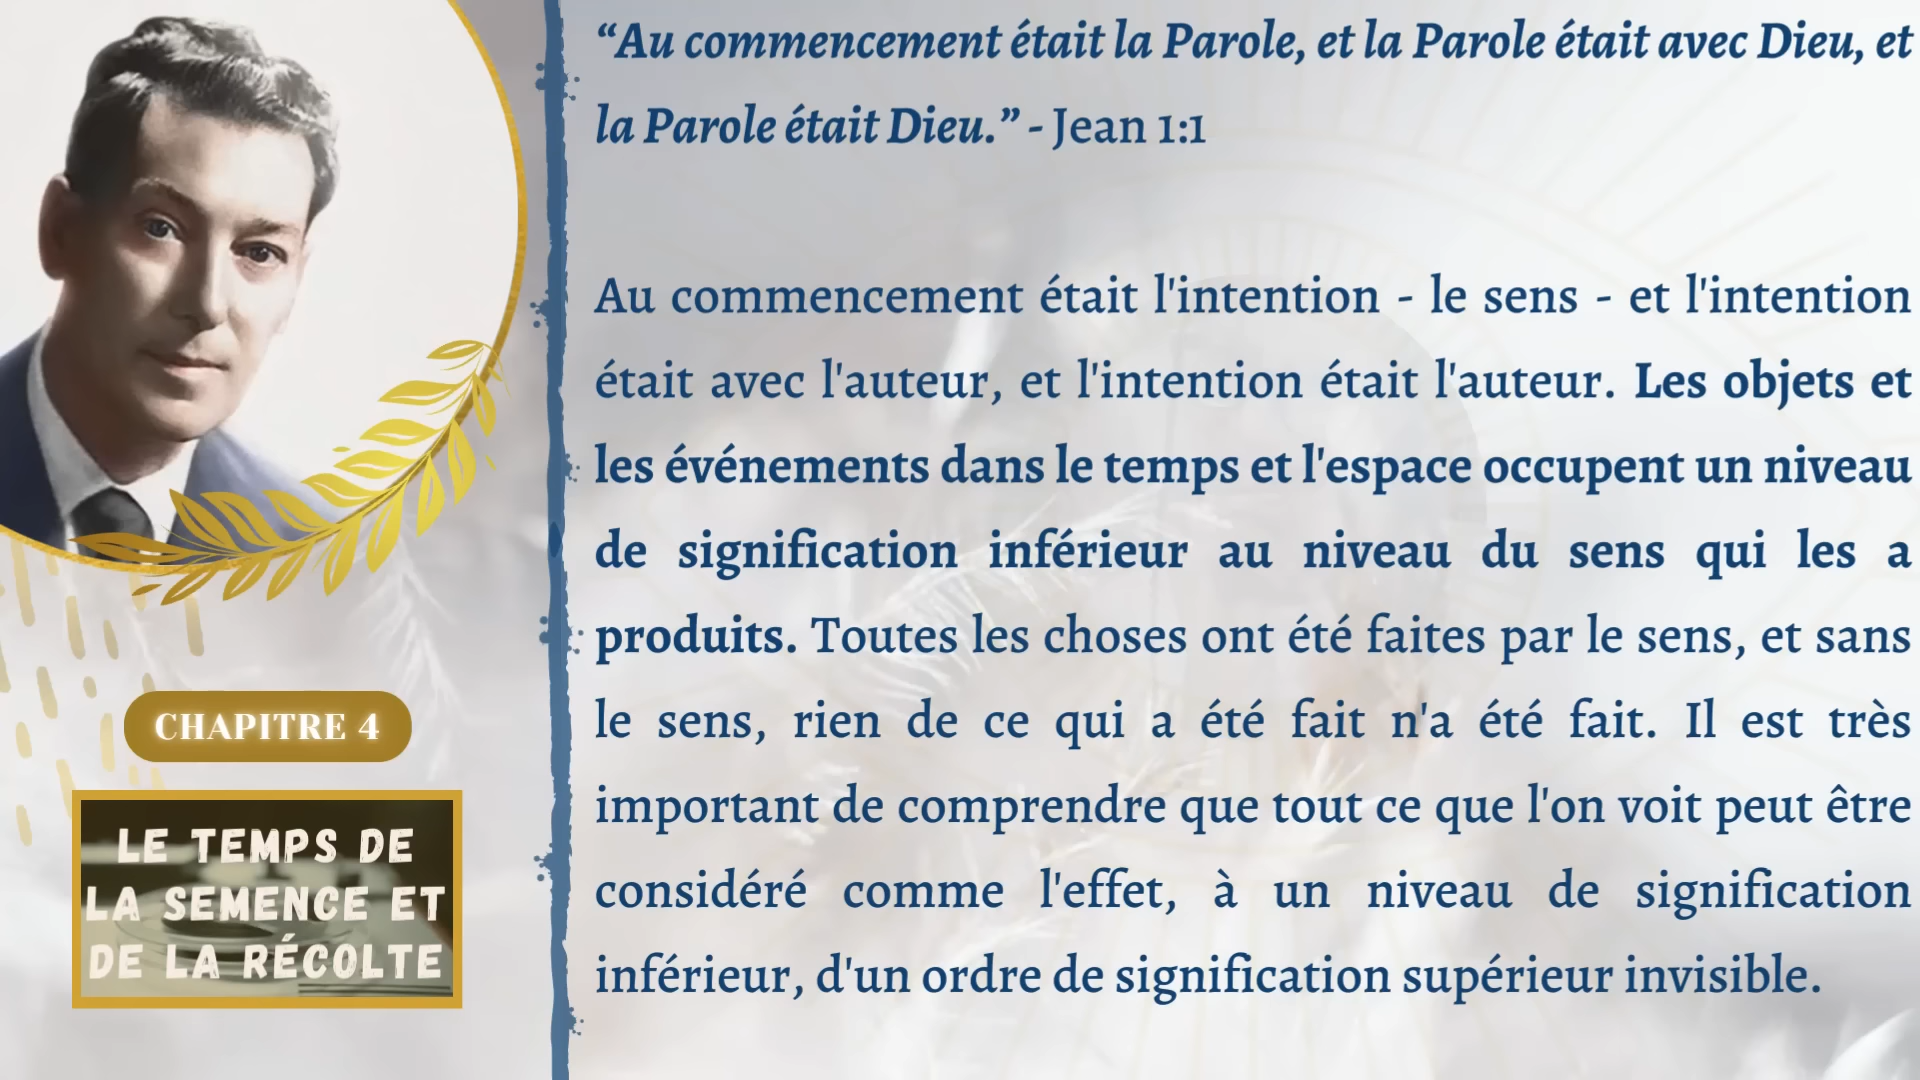 “Au commencement était la Parole, et la Parole était avec Dieu, et
la Parole était Dieu.” - Jean 1:1
Au commencement était l'intention - le sens - et l'intention
était avec l'auteur, et l'intention était l'auteur. Les objets et
les événements dans le temps et l'espace occupent un niveau
de signification inférieur au niveau du sens qui les a
produits. Toutes les choses ont été faites par le sens, et sans
le sens, rien de ce qui a été fait n'a été fait. Il est très
important de comprendre que tout ce que l'on voit peut être
considéré comme l'effet, à un niveau de signification
inférieur, d'un ordre de signification supérieur invisible.
CHAPITRE 4
LE TEMPS DE
LA SEMENCE ET
DE LA RÉCOLTE